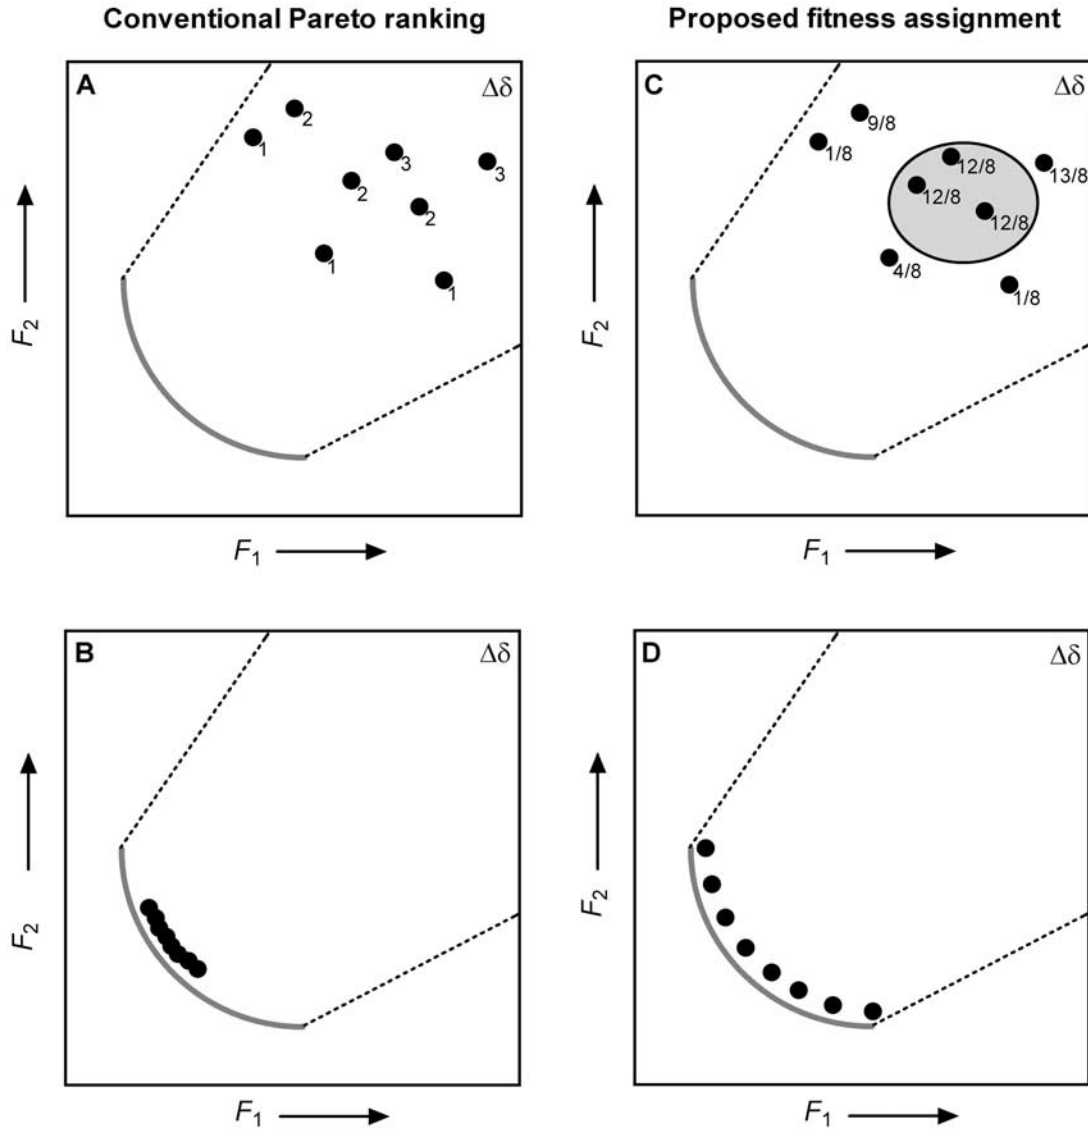 Conventional Pareto ranking
Proposed fitness assignment
A
Δδ
2
1
3
3
2
2
1
1
F2
F1
C
Δδ
9/8
1/8
12/8
13/8
12/8
12/8
4/8
1/8
F2
F1
B
Δδ
F2
F1
D
Δδ
F2
F1